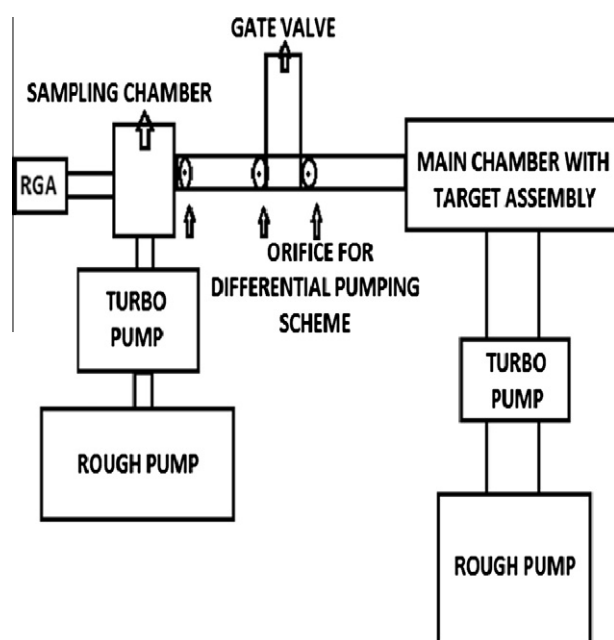 GATE VALVE
SAMPLING CHAMBER
RGA
MAIN CHAMBER WITH
TARGET ASSEMBLY
ORIFICE FOR
DIFFERENTIAL PUMPING
SCHEME
TURBO
PUMP
TURBO
PUMP
ROUGH PUMP
ROUGH PUMP